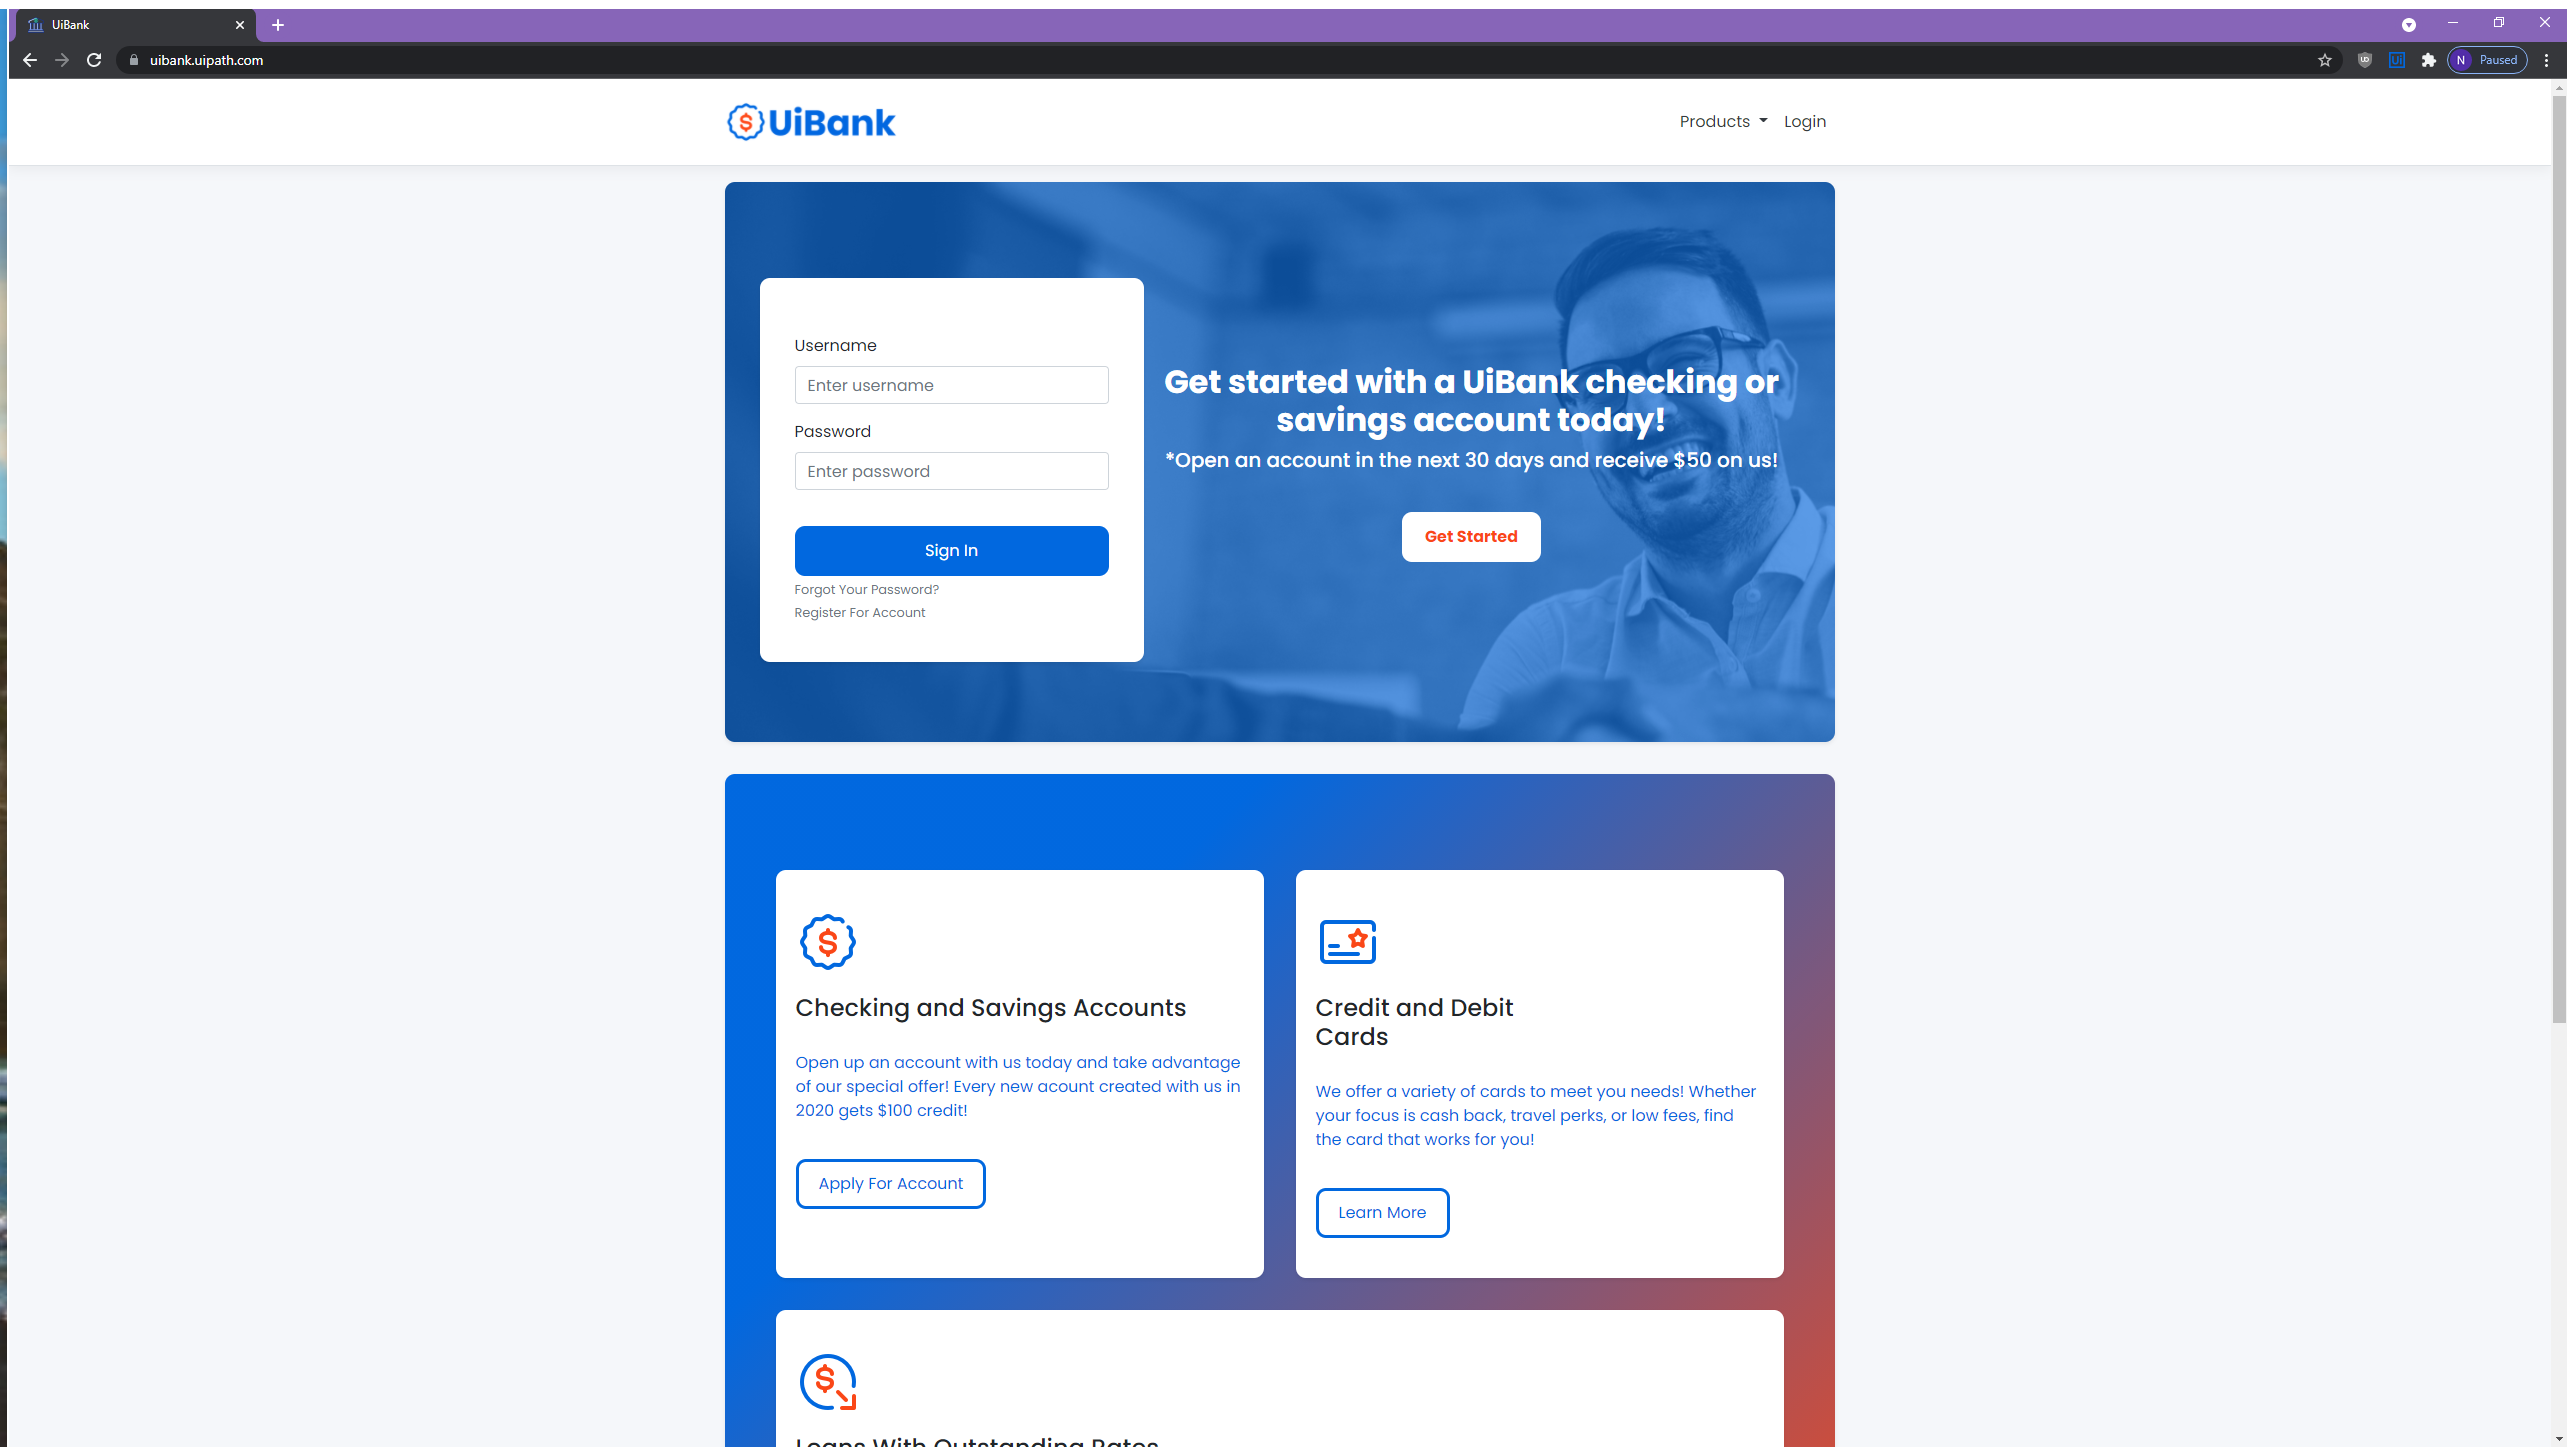 UiBank
uibank.uipath.com
N Paused
UiBank
Products Login
Username
Enter username
Password
Enter password
Sign In
Forgot Your Password?
Register For Account
Get started with a UiBank checking or
savings account today!
*Open an account in the next 30 days and receive $50 on us!
Get Started
Checking and Savings Accounts
Open up an account with us today and take advantage
of our special offer! Every new acount created with us in
2020 gets $100 credit!
Apply For Account
Credit and Debit
Cards
We offer a variety of cards to meet you needs! Whether
your focus is cash back, travel perks, or low fees, find
the card that works for you!
Learn More
Loans With Outstanding Rates